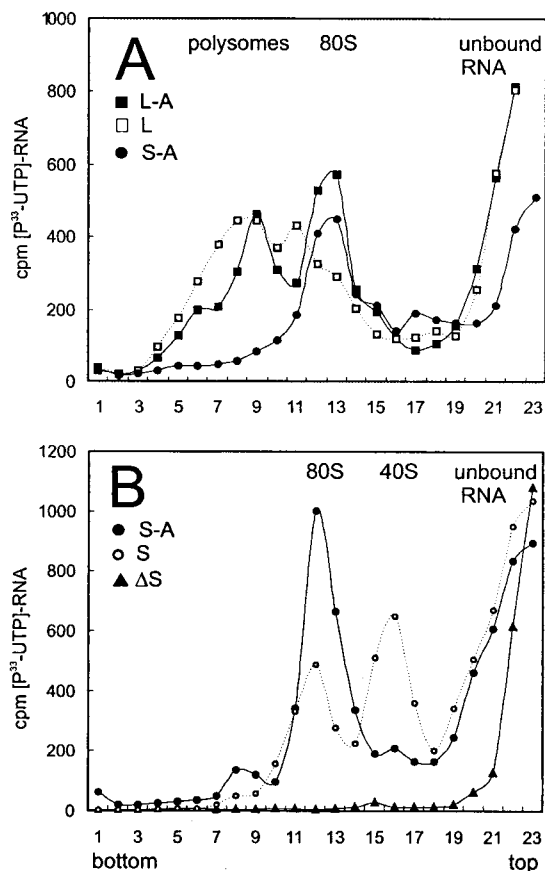 1000
800
600
400
200
0
cpm [P³³-UTP]-RNA
A
polysomes 80S unbound
RNA
■ L-A
□ L
● S-A
1 3 5 7 9 11 13 15 17 19 21 23
1200
1000
800
600
400
200
0
cpm [P³³-UTP]-RNA
B
80S 40S unbound
RNA
● S-A
○ S
▲ ΔS
1 3 5 7 9 11 13 15 17 19 21 23
bottom top